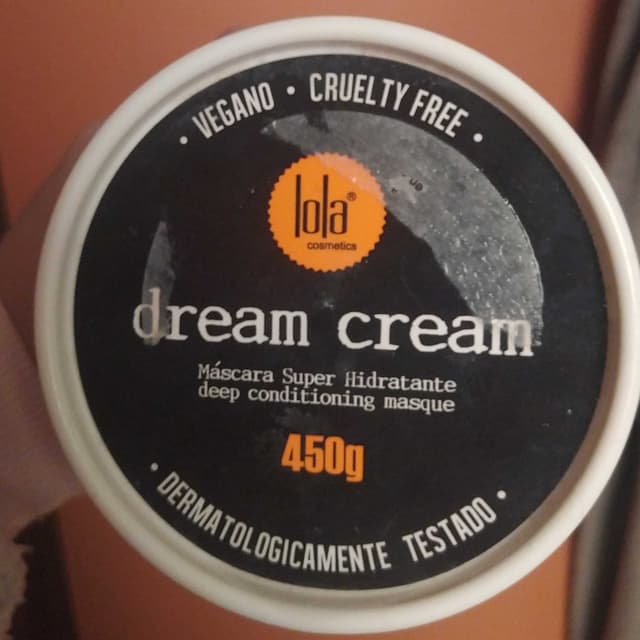 • VEGANO • CRUELTY FREE •
lola®
cosmetica
dream cream
Máscara Super Hidratante
deep conditioning masque
450g
• DERMATOLOGICAMENTE TESTADO •